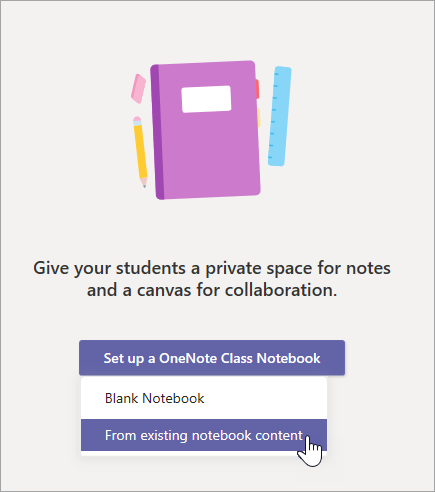 Give your students a private space for notes
and a canvas for collaboration.
Set up a OneNote Class Notebook
Blank Notebook
From existing notebook content